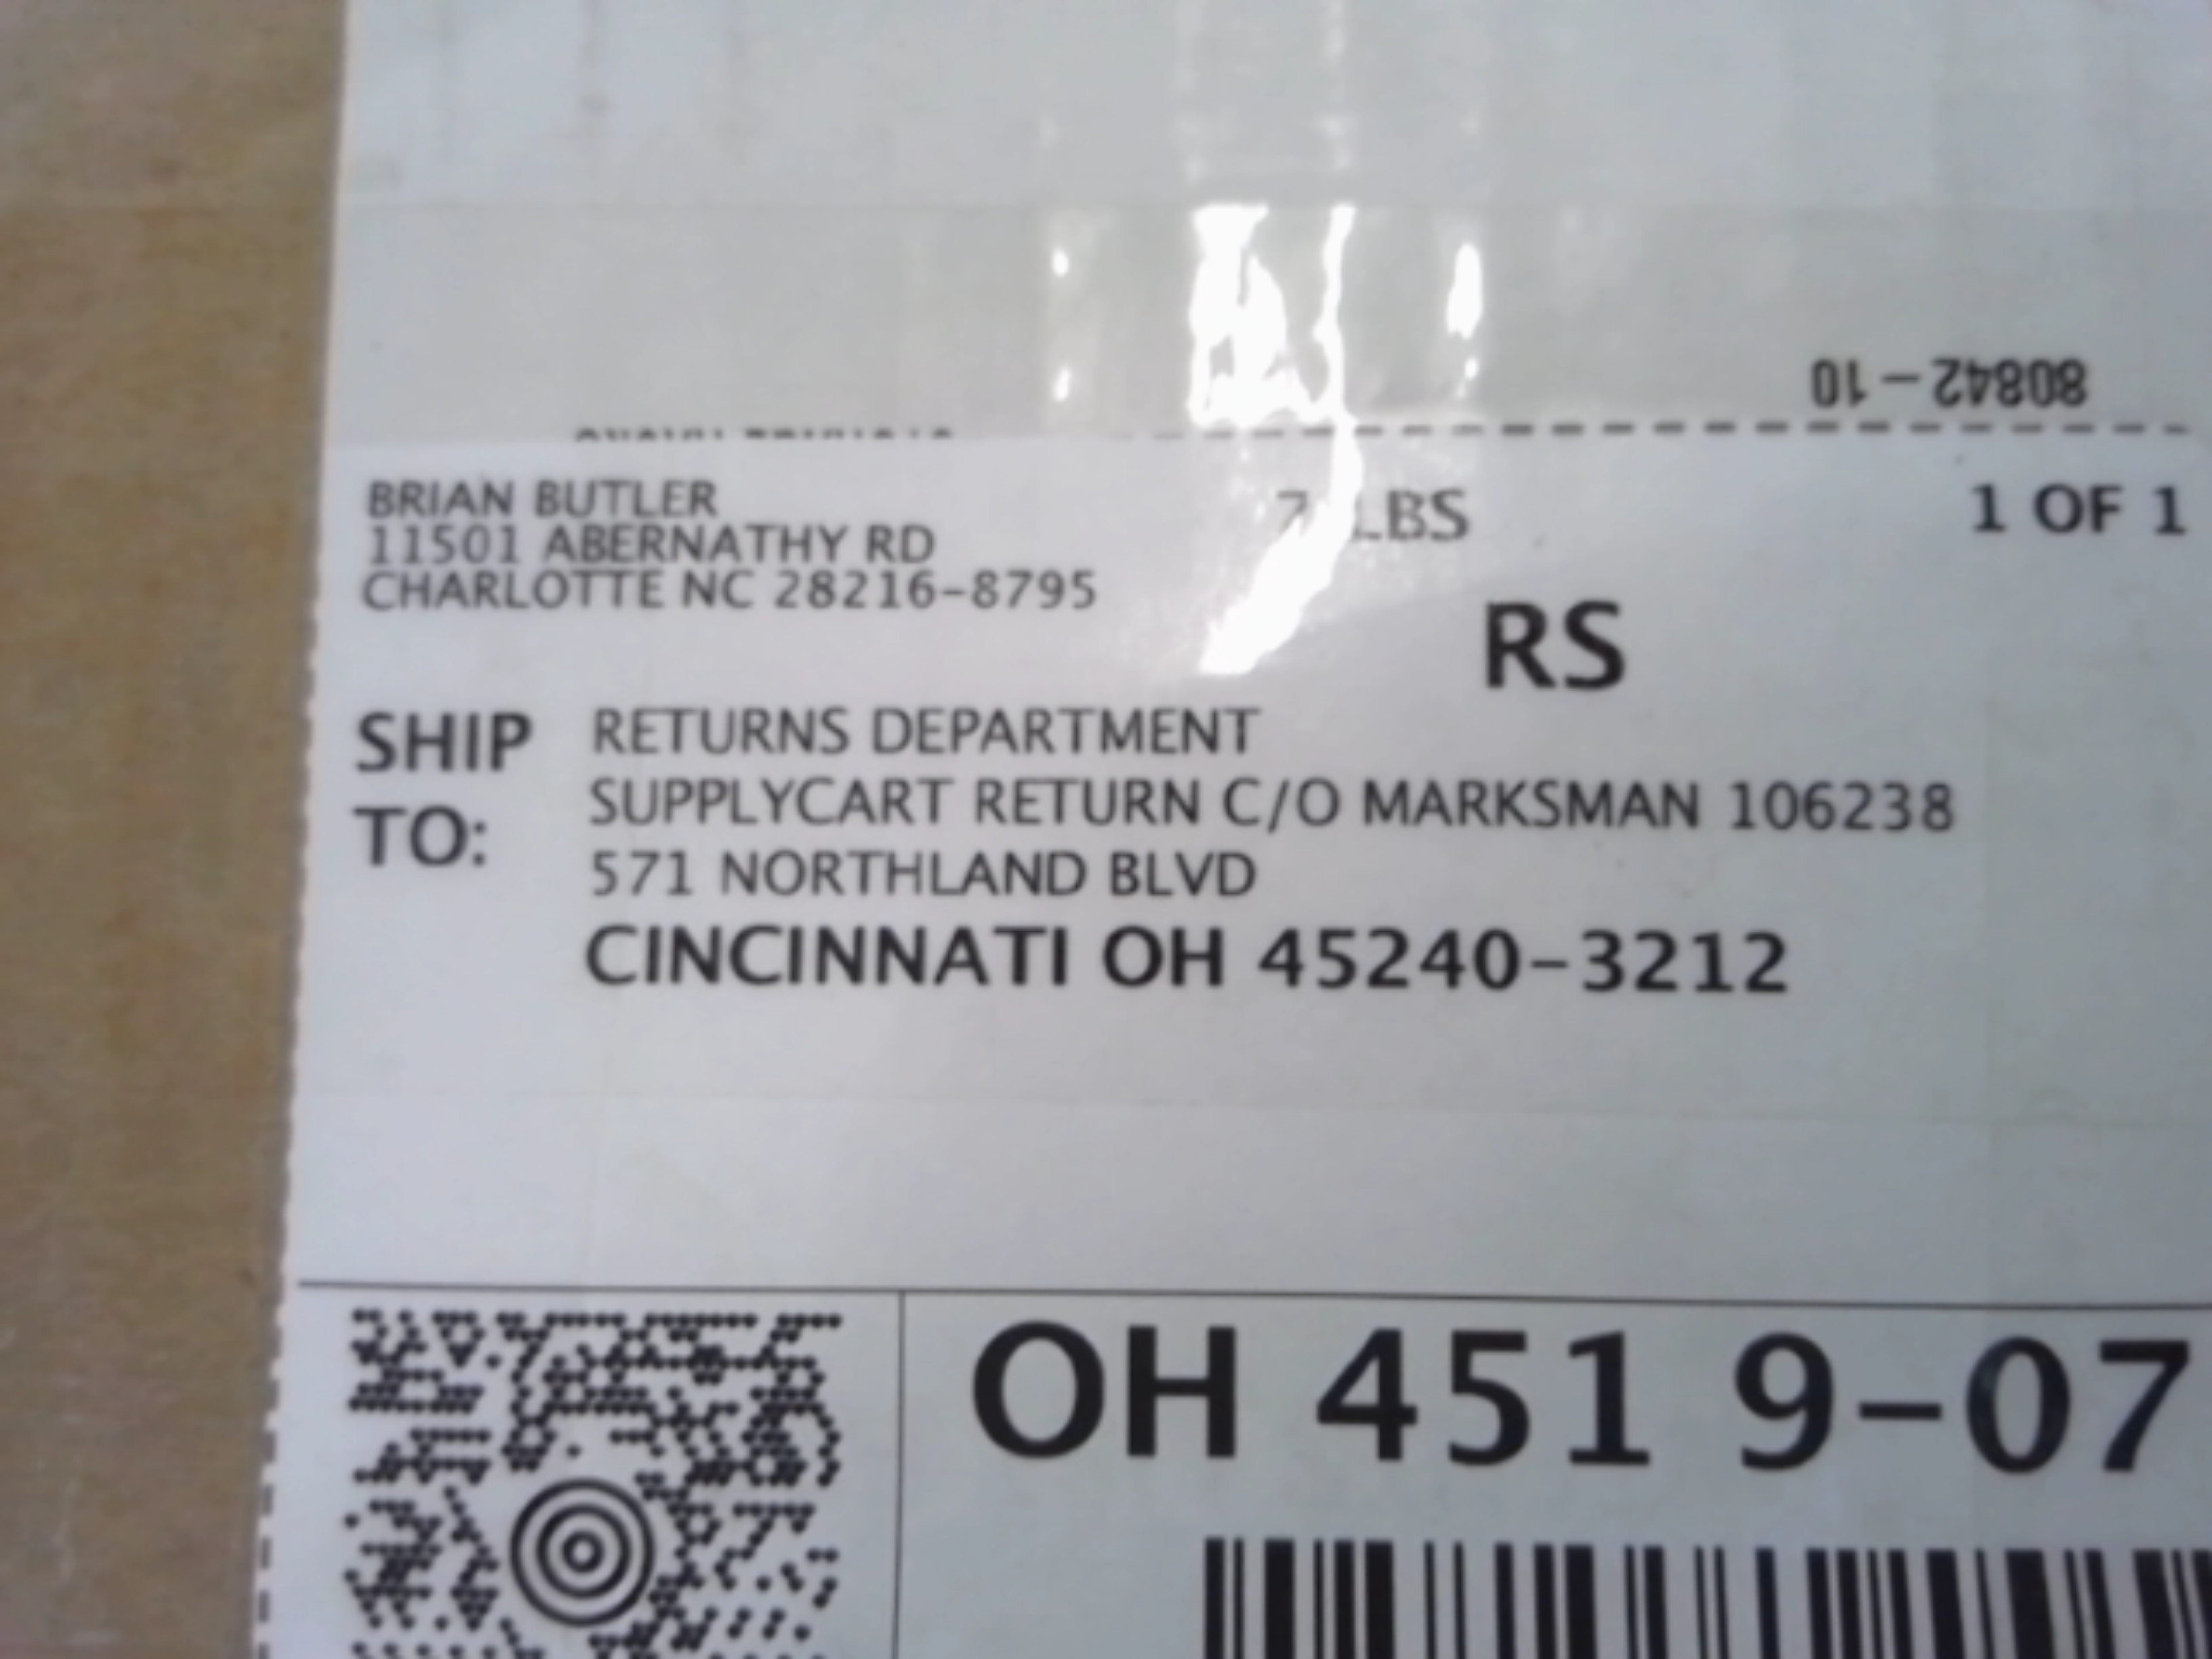 80842-10
BRIAN BUTLER
11501 ABERNATHY RD
CHARLOTTE NC 28216-8795
LBS
1 OF 1
RS
SHIP TO:
RETURNS DEPARTMENT
SUPPLYCART RETURN C/O MARKSMAN 106238
571 NORTHLAND BLVD
CINCINNATI OH 45240-3212
OH 451 9-07